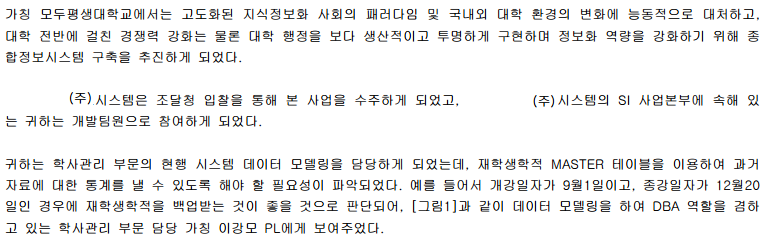 가칭 모두평생대학교에서는 고도화된 지식정보화 사회의 패러다임 및 국내외 대학 환경의 변화에 능동적으로 대처하고,
대학 전반에 걸친 경쟁력 강화는 물론 대학 행정을 보다 생산적이고 투명하게 구현하며 정보화 역량을 강화하기 위해 종
합정보시스템 구축을 추진하게 되었다.
(주)시스템은 조달청 입찰을 통해 본 사업을 수주하게 되었고, (주)시스템의 SI 사업본부에 속해 있
는 귀하는 개발팀원으로 참여하게 되었다.
귀하는 학사관리 부문의 현행 시스템 데이터 모델링을 담당하게 되었는데, 재학생학적 MASTER 테이블을 이용하여 과거
자료에 대한 통계를 낼 수 있도록 해야 할 필요성이 파악되었다. 예를 들어서 개강일자가 9월1일이고, 종강일자가 12월20
일인 경우에 재학생학적을 백업받는 것이 좋을 것으로 판단되어, [그림1]과 같이 데이터 모델링을 하여 DBA 역할을 겸하
고 있는 학사관리 부문 담당 가칭 이강모 PL에게 보여주었다.